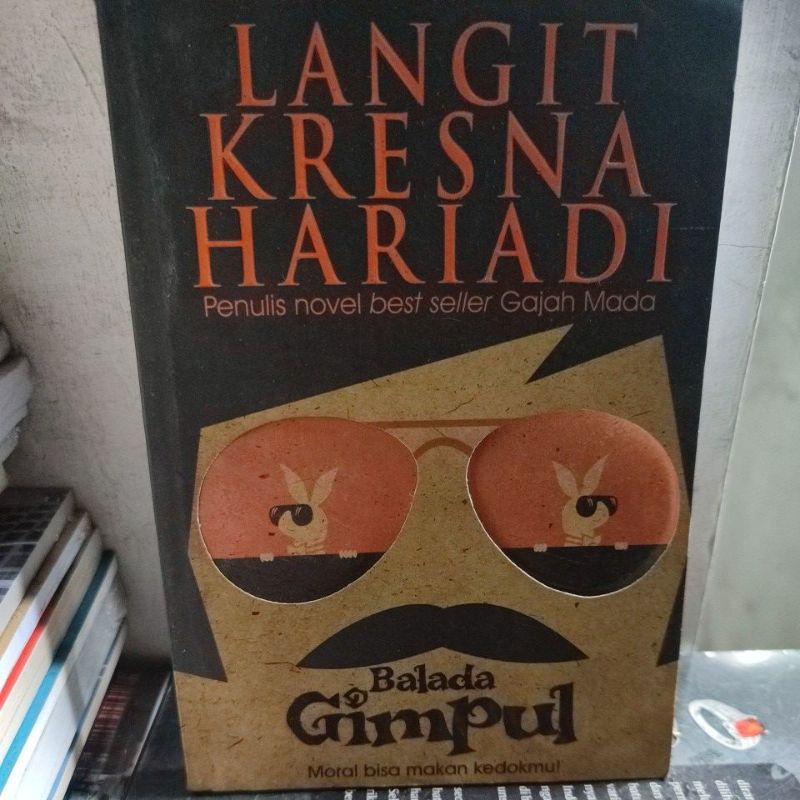 LANGIT
KRESNA
HARIADI
Penulis novel best seller Gajah Mada
Balada
Gimpul
Moral bisa makan kedokmu!